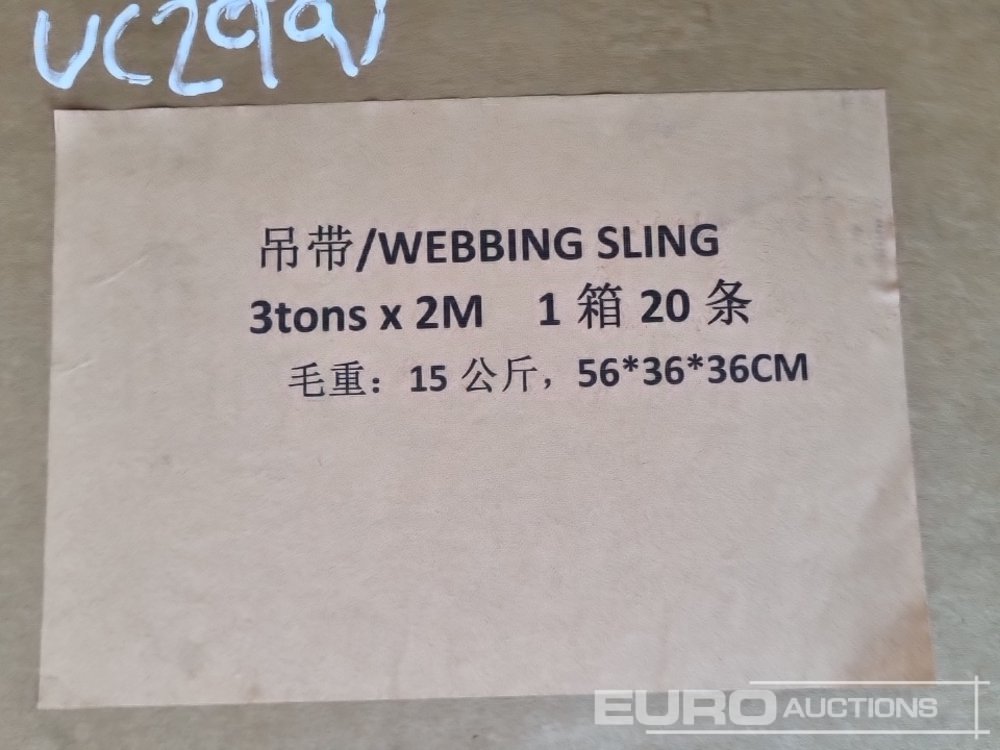 吊带/WEBBING SLING
3tons x 2M 1 箱 20 条
毛重：15 公斤，56*36*36CM
EURO AUCTIONS